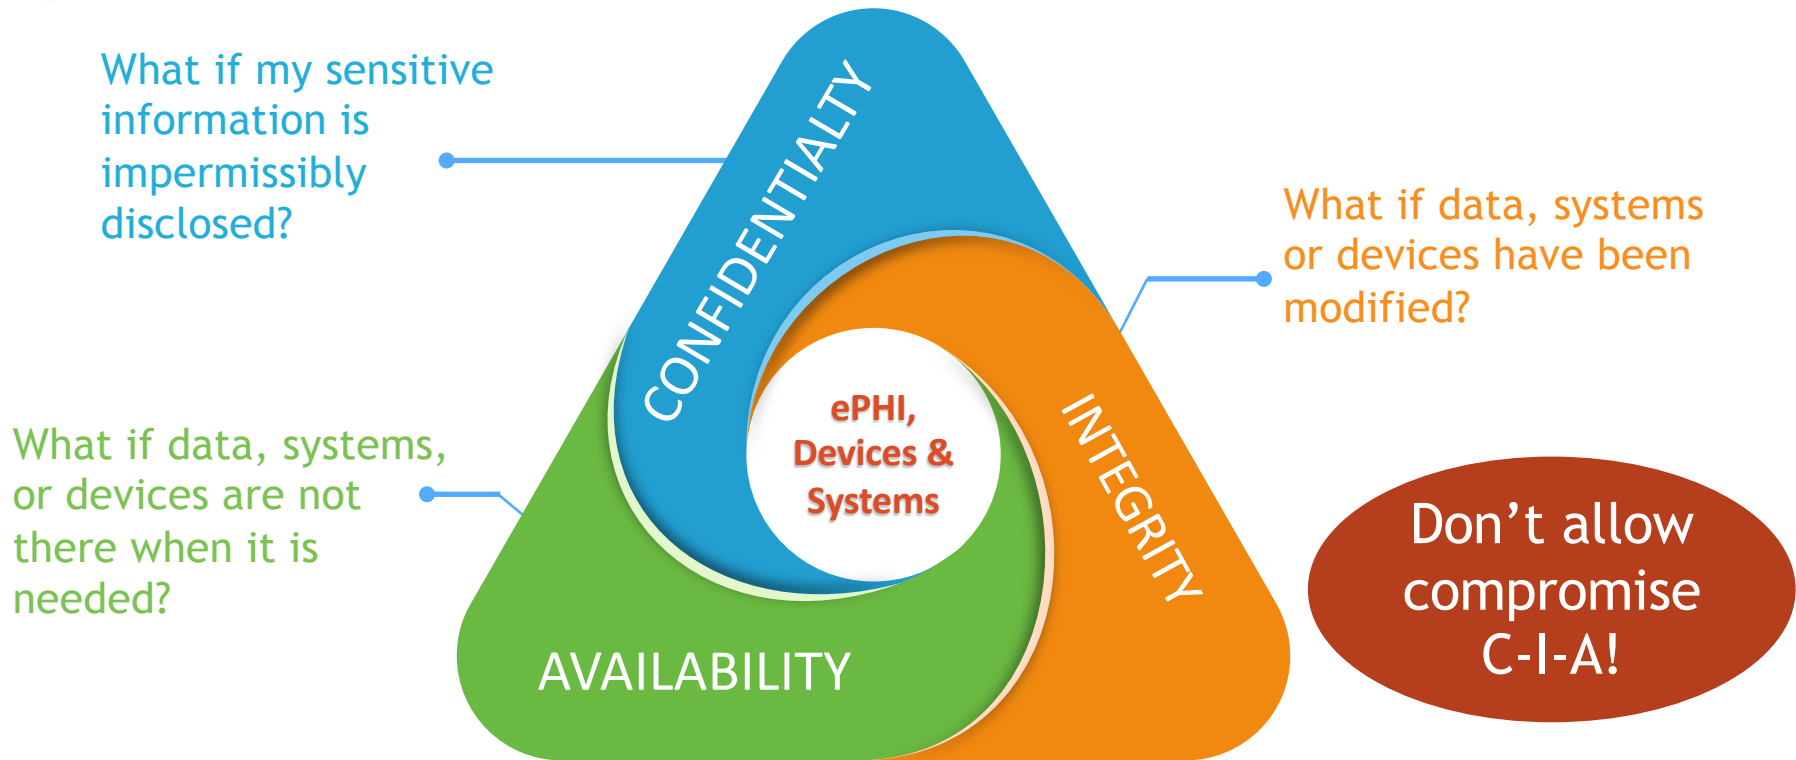 What if my sensitive
information is
impermissibly
disclosed?
CONFIDENTIALTY
What if data, systems
or devices have been
modified?
ePHI,
Devices &
Systems
INTEGRITY
What if data, systems,
or devices are not
there when it is
needed?
AVAILABILITY
Don’t allow
compromise
C-I-A!